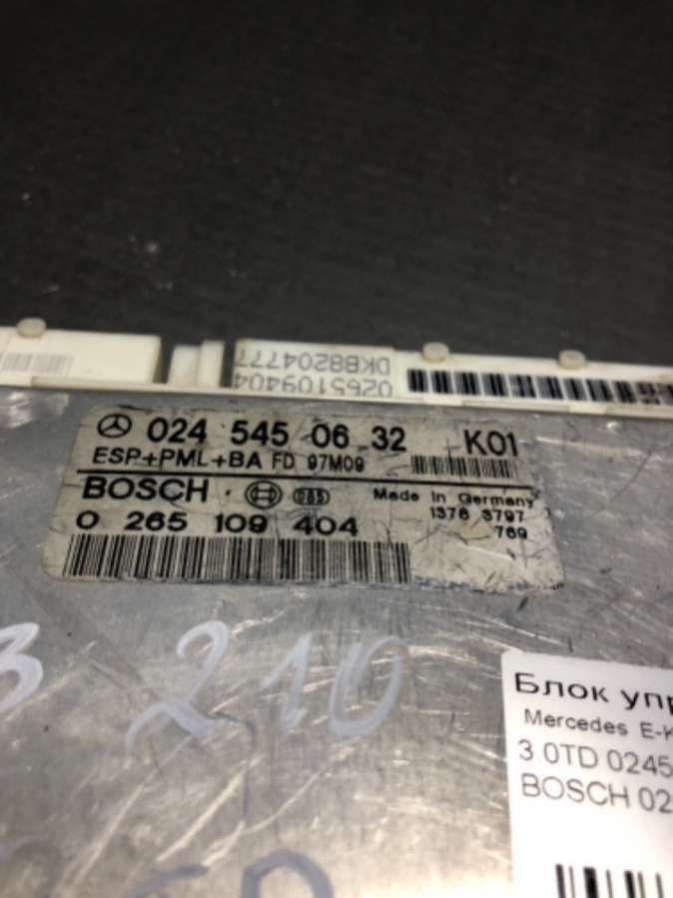 DKB8204777
0265109404
024 545 06 32 K01
ESP+PML+BA FD 97M09
BOSCH
Made In Germany
0 265 109 404
1376 3797
769
210
Блок упр
Mercedes E-K
3 0TD 0245
BOSCH 02